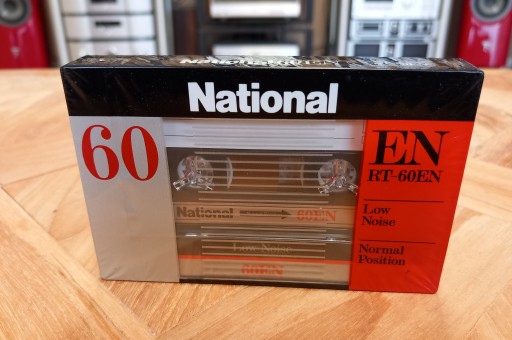 National
60
EN
RT-60EN
Low
Noise
Normal
Position
National
60EN
Low Noise
60EN